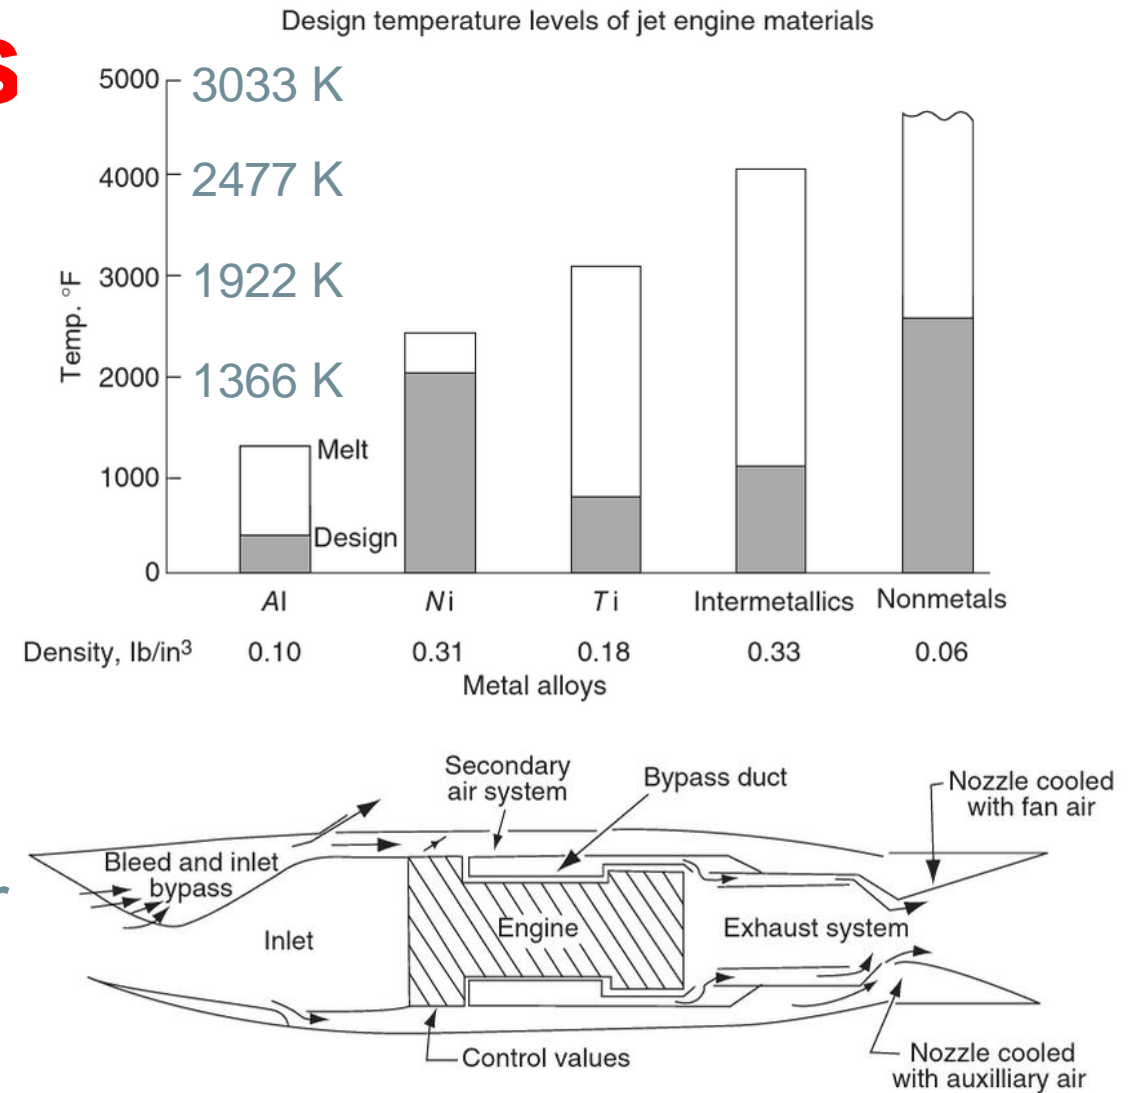 Design temperature levels of jet engine materials
s
5000 3033 K
4000 2477 K
3000 1922 K
2000 1366 K
1000
0
Temp. °F
Melt
Design
Al Ni Ti Intermetallics Nonmetals
Density, lb/in³ 0.10 0.31 0.18 0.33 0.06
Metal alloys
Secondary
air system
Bypass duct
Nozzle cooled
with fan air
Bleed and inlet
bypass
Inlet
Engine
Exhaust system
Control values
Nozzle cooled
with auxilliary air